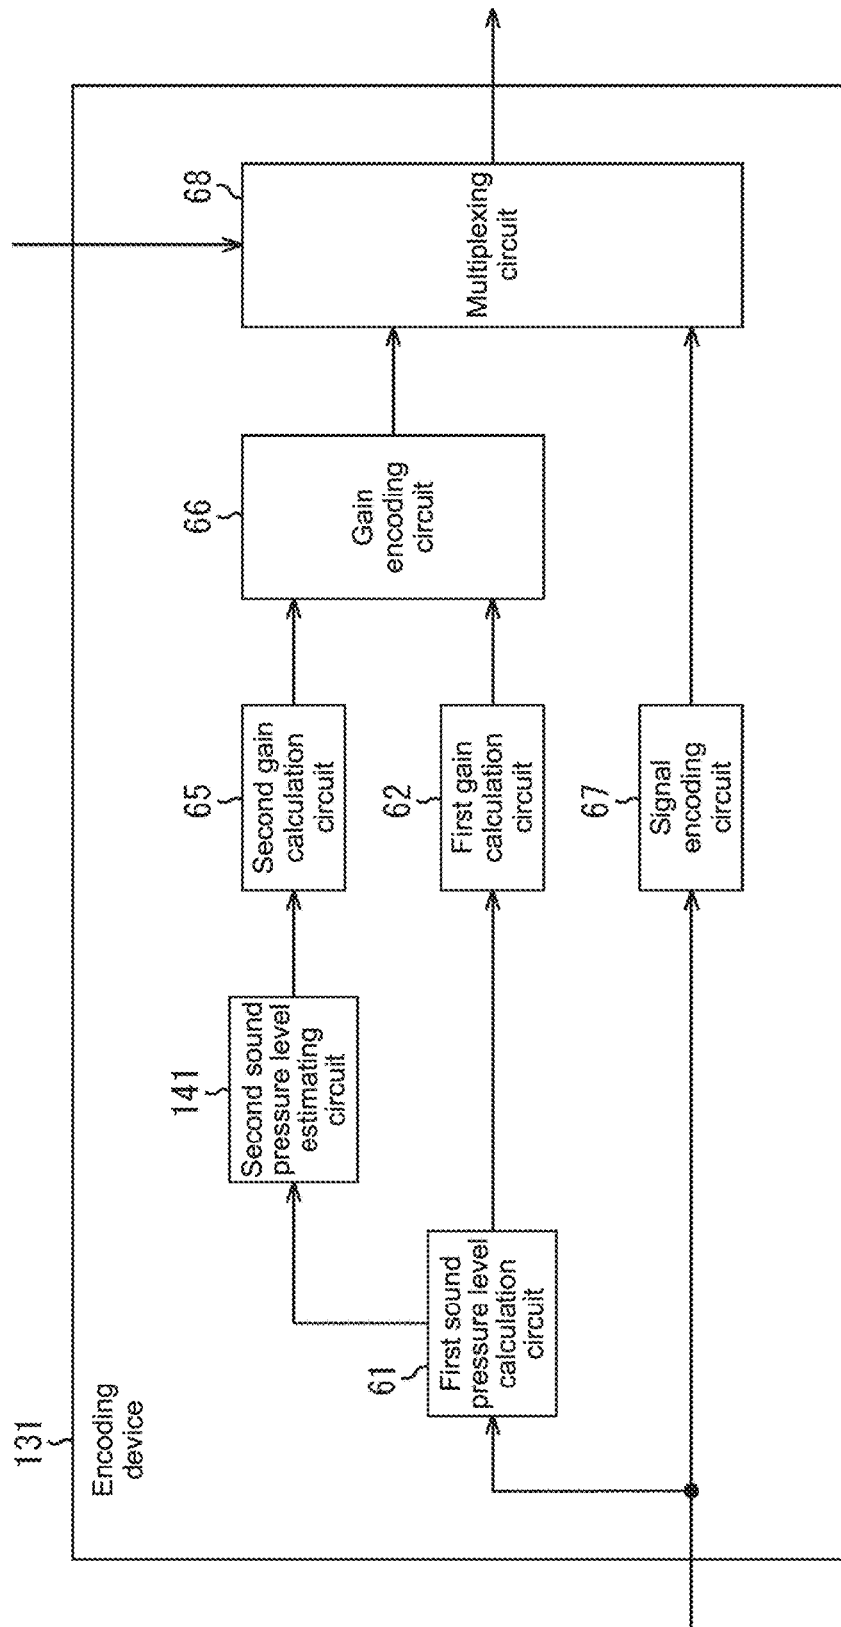 131
Encoding
device
61
First sound
pressure level
calculation
circuit
141
Second sound
pressure level
estimating
circuit
65
Second gain
calculation
circuit
62
First gain
calculation
circuit
67
Signal
encoding
circuit
66
Gain
encoding
circuit
68
Multiplexing
circuit